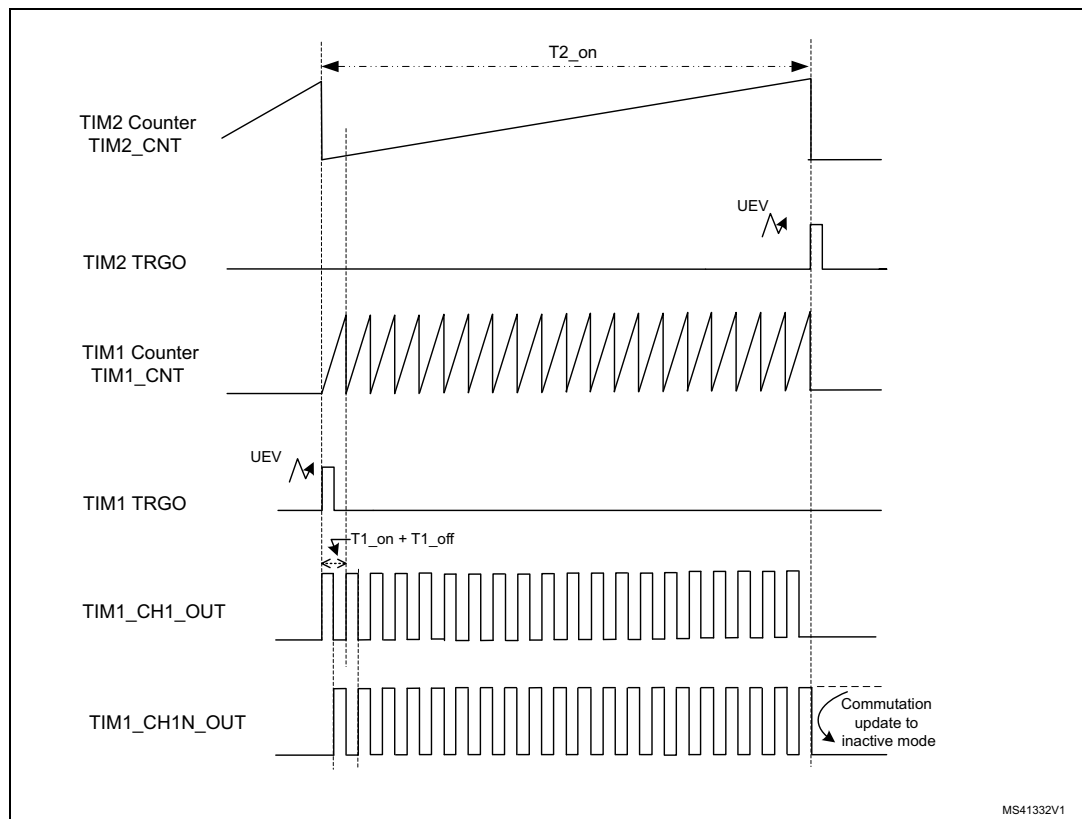 T2_on
TIM2 Counter
TIM2_CNT
UEV
TIM2 TRGO
TIM1 Counter
TIM1_CNT
UEV
TIM1 TRGO
T1_on + T1_off
TIM1_CH1_OUT
TIM1_CH1N_OUT
Commutation
update to
inactive mode
MS41332V1